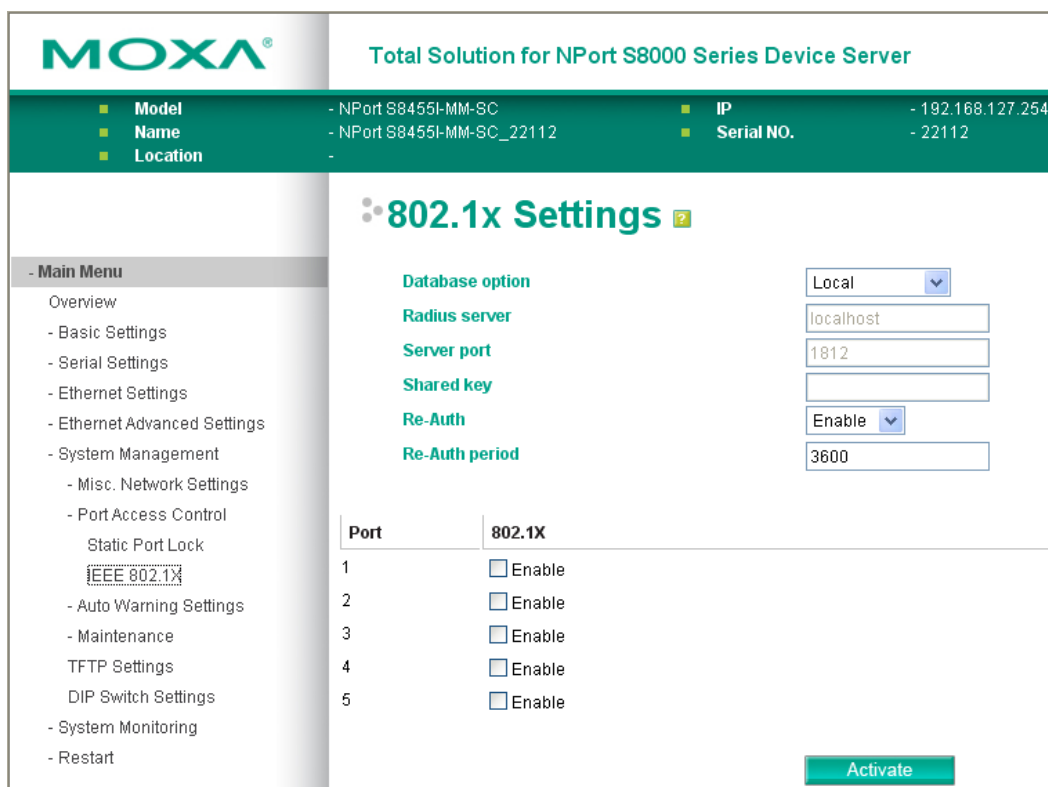 MOXA®
Total Solution for NPort S8000 Series Device Server
Model - NPort S8455I-MM-SC IP - 192.168.127.254
Name - NPort S8455I-MM-SC_22112 Serial NO. - 22112
Location -
802.1x Settings ?
- Main Menu
Overview
- Basic Settings
- Serial Settings
- Ethernet Settings
- Ethernet Advanced Settings
- System Management
- Misc. Network Settings
- Port Access Control
Static Port Lock
IEEE 802.1X
- Auto Warning Settings
- Maintenance
TFTP Settings
DIP Switch Settings
- System Monitoring
- Restart
Database option Local
Radius server localhost
Server port 1812
Shared key
Re-Auth Enable
Re-Auth period 3600
Port 802.1X
1 Enable
2 Enable
3 Enable
4 Enable
5 Enable
Activate